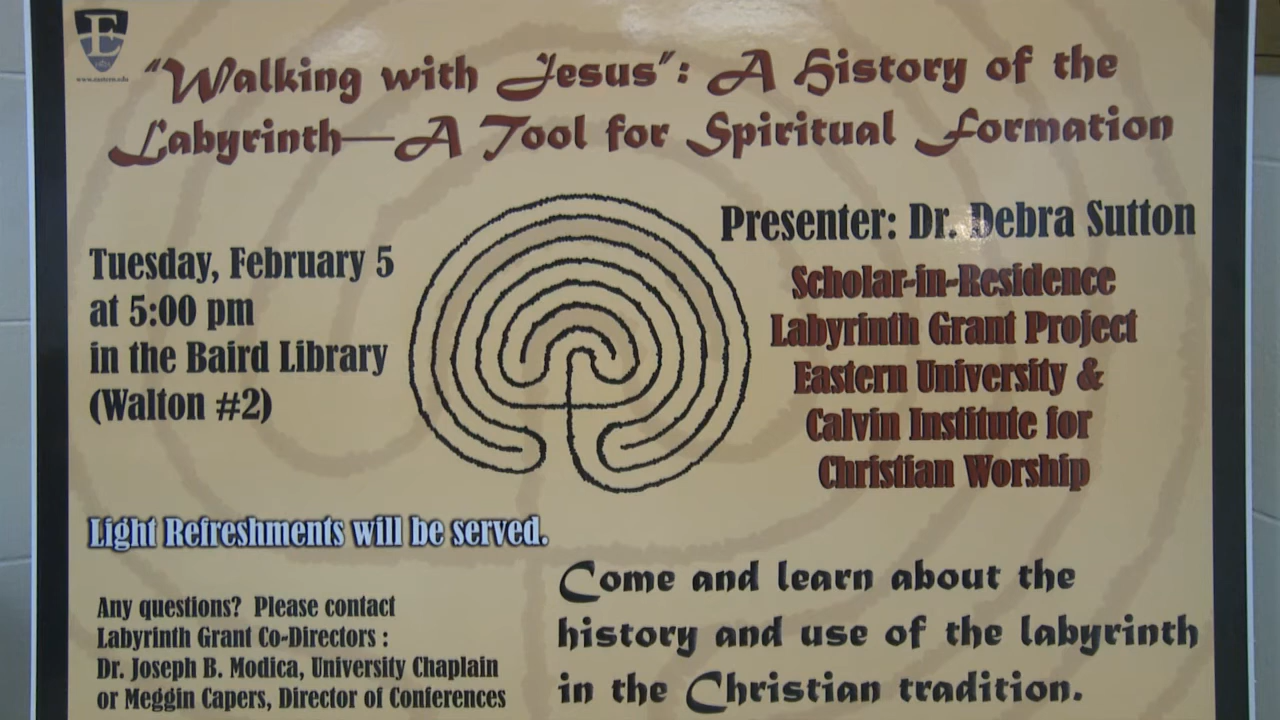 E
www.eastern.edu
"Walking with Jesus": A History of the
Labyrinth—A Tool for Spiritual Formation
Tuesday, February 5
at 5:00 pm
in the Baird Library
(Walton #2)
Presenter: Dr. Debra Sutton
Scholar-in-Residence
Labyrinth Grant Project
Eastern University &
Calvin Institute for
Christian Worship
Light Refreshments will be served.
Any questions? Please contact
Labyrinth Grant Co-Directors :
Dr. Joseph B. Modica, University Chaplain
or Meggin Capers, Director of Conferences
Come and learn about the
history and use of the labyrinth
in the Christian tradition.